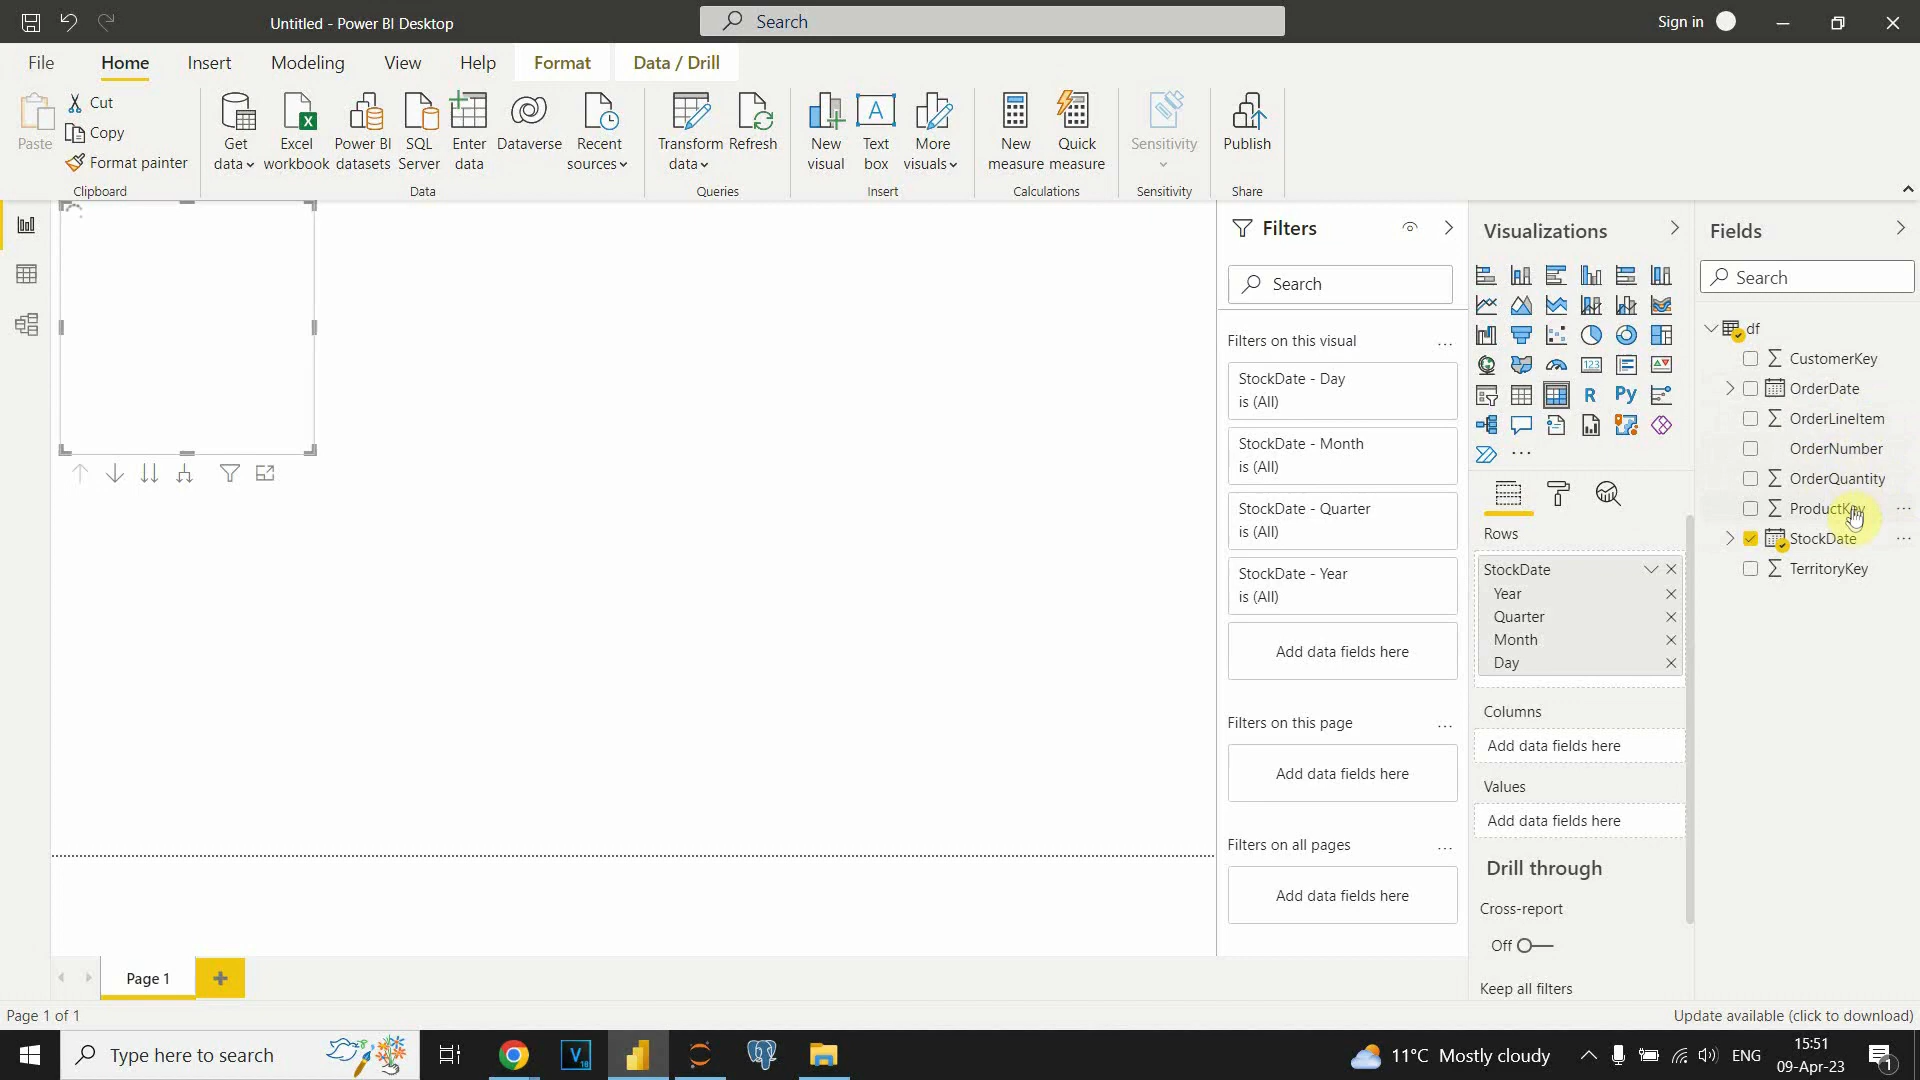 Untitled - Power BI Desktop
Search
Sign in
File
Home
Insert
Modeling
View
Help
Format
Data / Drill
Paste
Cut
Copy
Format painter
Clipboard
Get data
Excel workbook
Power BI datasets
SQL Server
Enter data
Dataverse
Recent sources
Data
Transform data
Refresh
Queries
New visual
Text box
More visuals
Insert
New measure
Quick measure
Calculations
Sensitivity
Sensitivity
Publish
Share
Filters
Search
Filters on this visual
StockDate - Day
is (All)
StockDate - Month
is (All)
StockDate - Quarter
is (All)
StockDate - Year
is (All)
Add data fields here
Filters on this page
Add data fields here
Filters on all pages
Add data fields here
Visualizations
123
R
Py
Rows
StockDate
Year
Quarter
Month
Day
Columns
Add data fields here
Values
Add data fields here
Drill through
Cross-report
Off
Keep all filters
Fields
Search
df
CustomerKey
OrderDate
OrderLineItem
OrderNumber
OrderQuantity
ProductKey
StockDate
TerritoryKey
Page 1
Page 1 of 1
Update available (click to download)
Type here to search
11°C Mostly cloudy
ENG
15:51
09-Apr-23
1